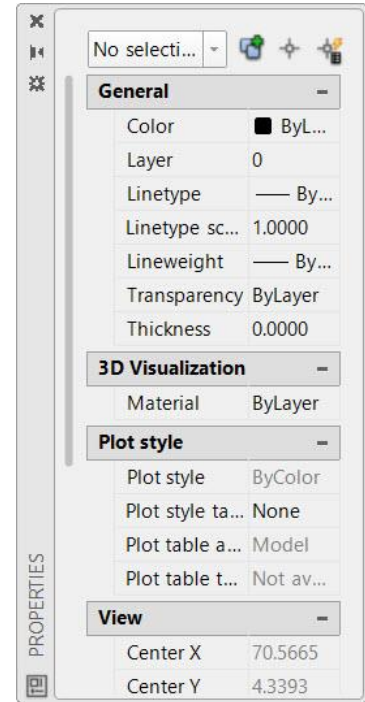 No selecti...
General
Color ByL...
Layer 0
Linetype By...
Linetype sc... 1.0000
Lineweight By...
Transparency ByLayer
Thickness 0.0000
3D Visualization
Material ByLayer
Plot style
Plot style ByColor
Plot style ta... None
Plot table a... Model
Plot table t... Not av...
View
Center X 70.5665
Center Y 4.3393
PROPERTIES